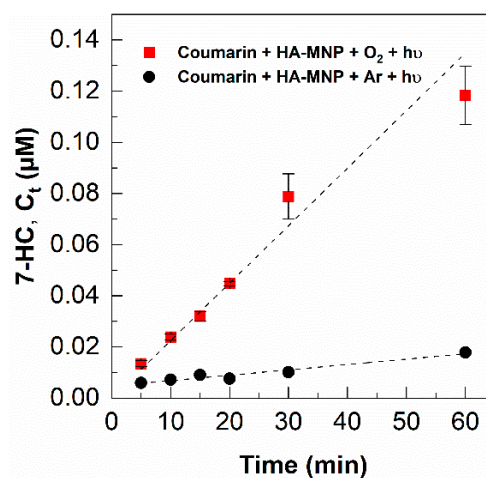 Coumarin + HA-MNP + O₂ + hυ
Coumarin + HA-MNP + Ar + hυ
7-HC, Cₜ (µM)
0.14
0.12
0.10
0.08
0.06
0.04
0.02
0.00
0 10 20 30 40 50 60
Time (min)